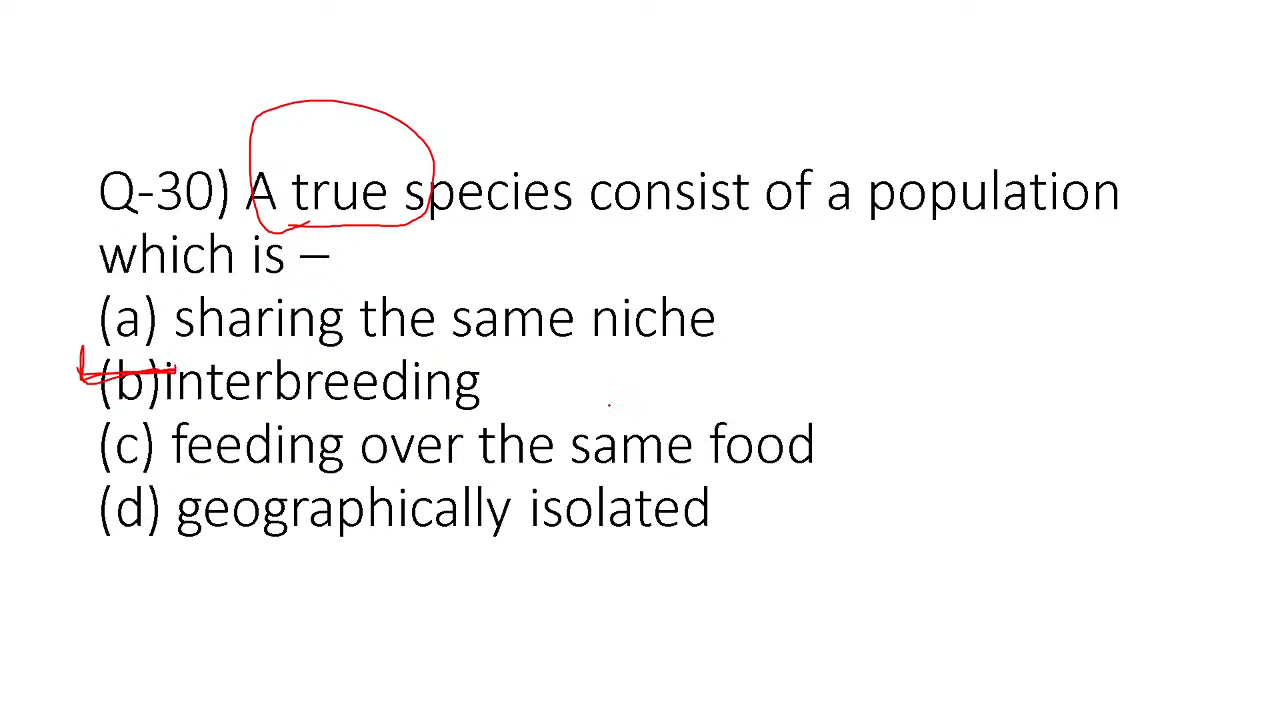 Q-30) A true species consist of a population
which is –
(a) sharing the same niche
(b)interbreeding
(c) feeding over the same food
(d) geographically isolated